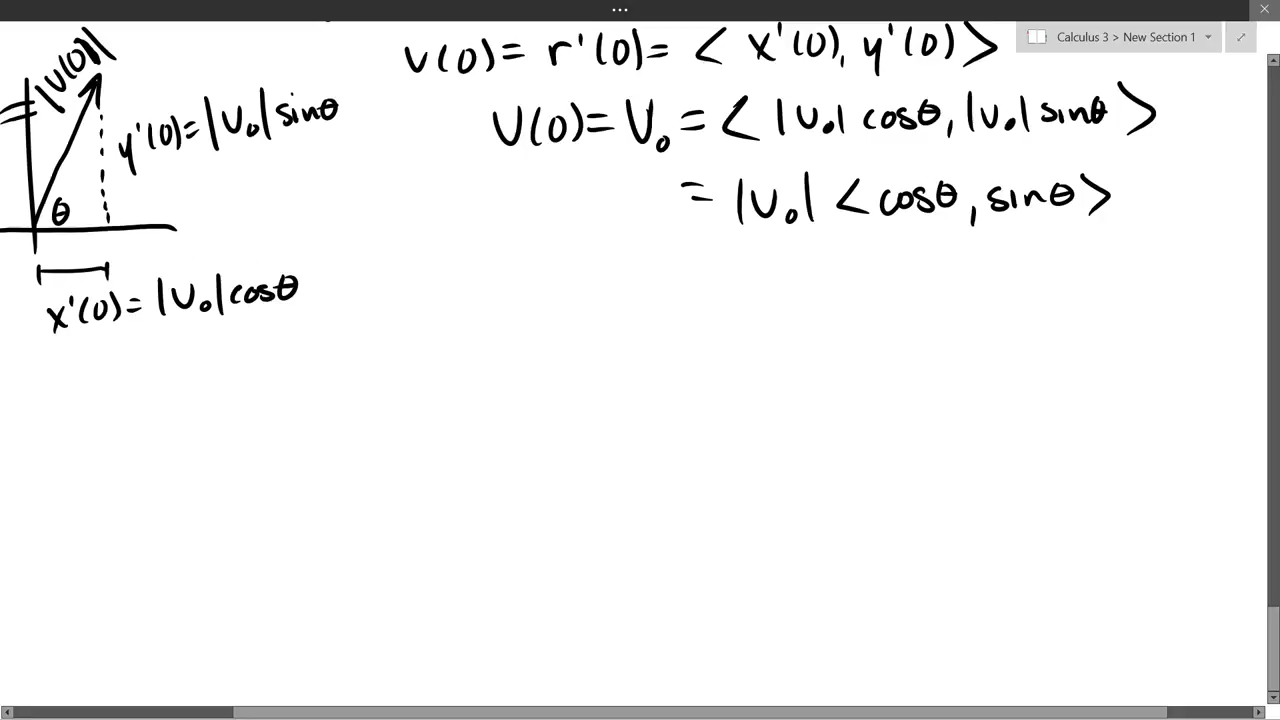 ...
Calculus 3 > New Section 1
v(0) = r'(0) = < x'(0), y'(0) >
|v(0)|
y'(0) = |V₀| sinθ
V(0) = V₀ = < |V₀| cosθ, |V₀| sinθ >
= |V₀| < cosθ, sinθ >
θ
x'(0) = |V₀| cosθ